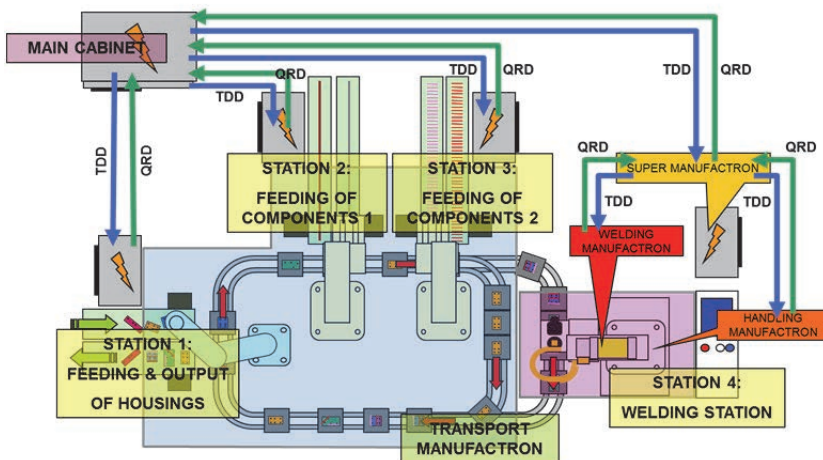 MAIN CABINET
TDD
QRD
TDD
QRD
TDD
QRD
TDD
QRD
STATION 2:
FEEDING OF
COMPONENTS 1
STATION 3:
FEEDING OF
COMPONENTS 2
QRD
QRD
SUPER MANUFACTRON
TDD
TDD
WELDING
MANUFACTRON
HANDLING
MANUFACTRON
STATION 1:
FEEDING & OUTPUT
OF HOUSINGS
STATION 4:
WELDING STATION
TRANSPORT
MANUFACTRON